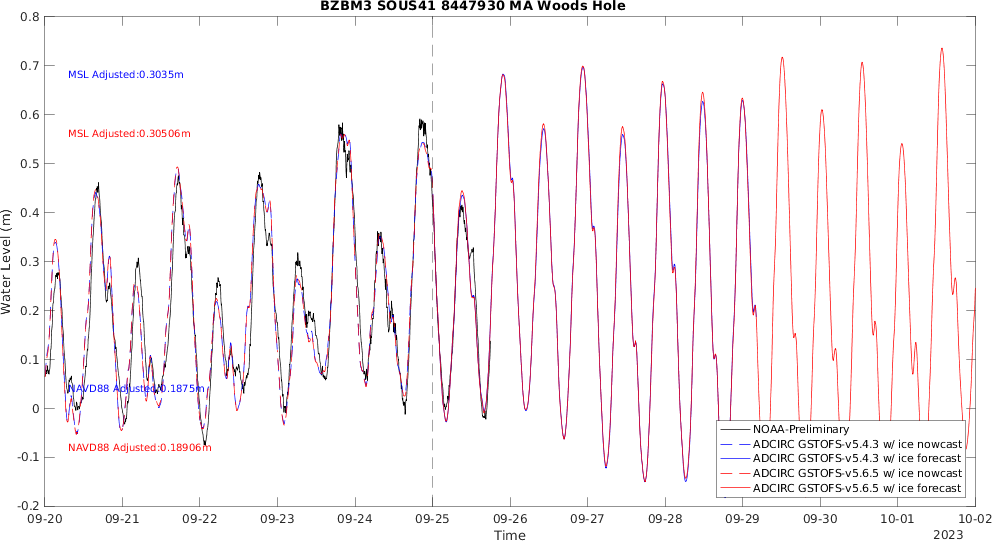 BZBM3 SOUS41 8447930 MA Woods Hole
0.8
0.7
0.6
0.5
0.4
0.3
0.2
0.1
0
-0.1
-0.2
Water Level (m)
MSL Adjusted:0.3035m
MSL Adjusted:0.30506m
NAVD88 Adjusted:0.1875m
NAVD88 Adjusted:0.18906m
NOAA-Preliminary
ADCIRC GSTOFS-v5.4.3 w/ ice nowcast
ADCIRC GSTOFS-v5.4.3 w/ ice forecast
ADCIRC GSTOFS-v5.6.5 w/ ice nowcast
ADCIRC GSTOFS-v5.6.5 w/ ice forecast
09-20 09-21 09-22 09-23 09-24 09-25 09-26 09-27 09-28 09-29 09-30 10-01 10-02
Time
2023